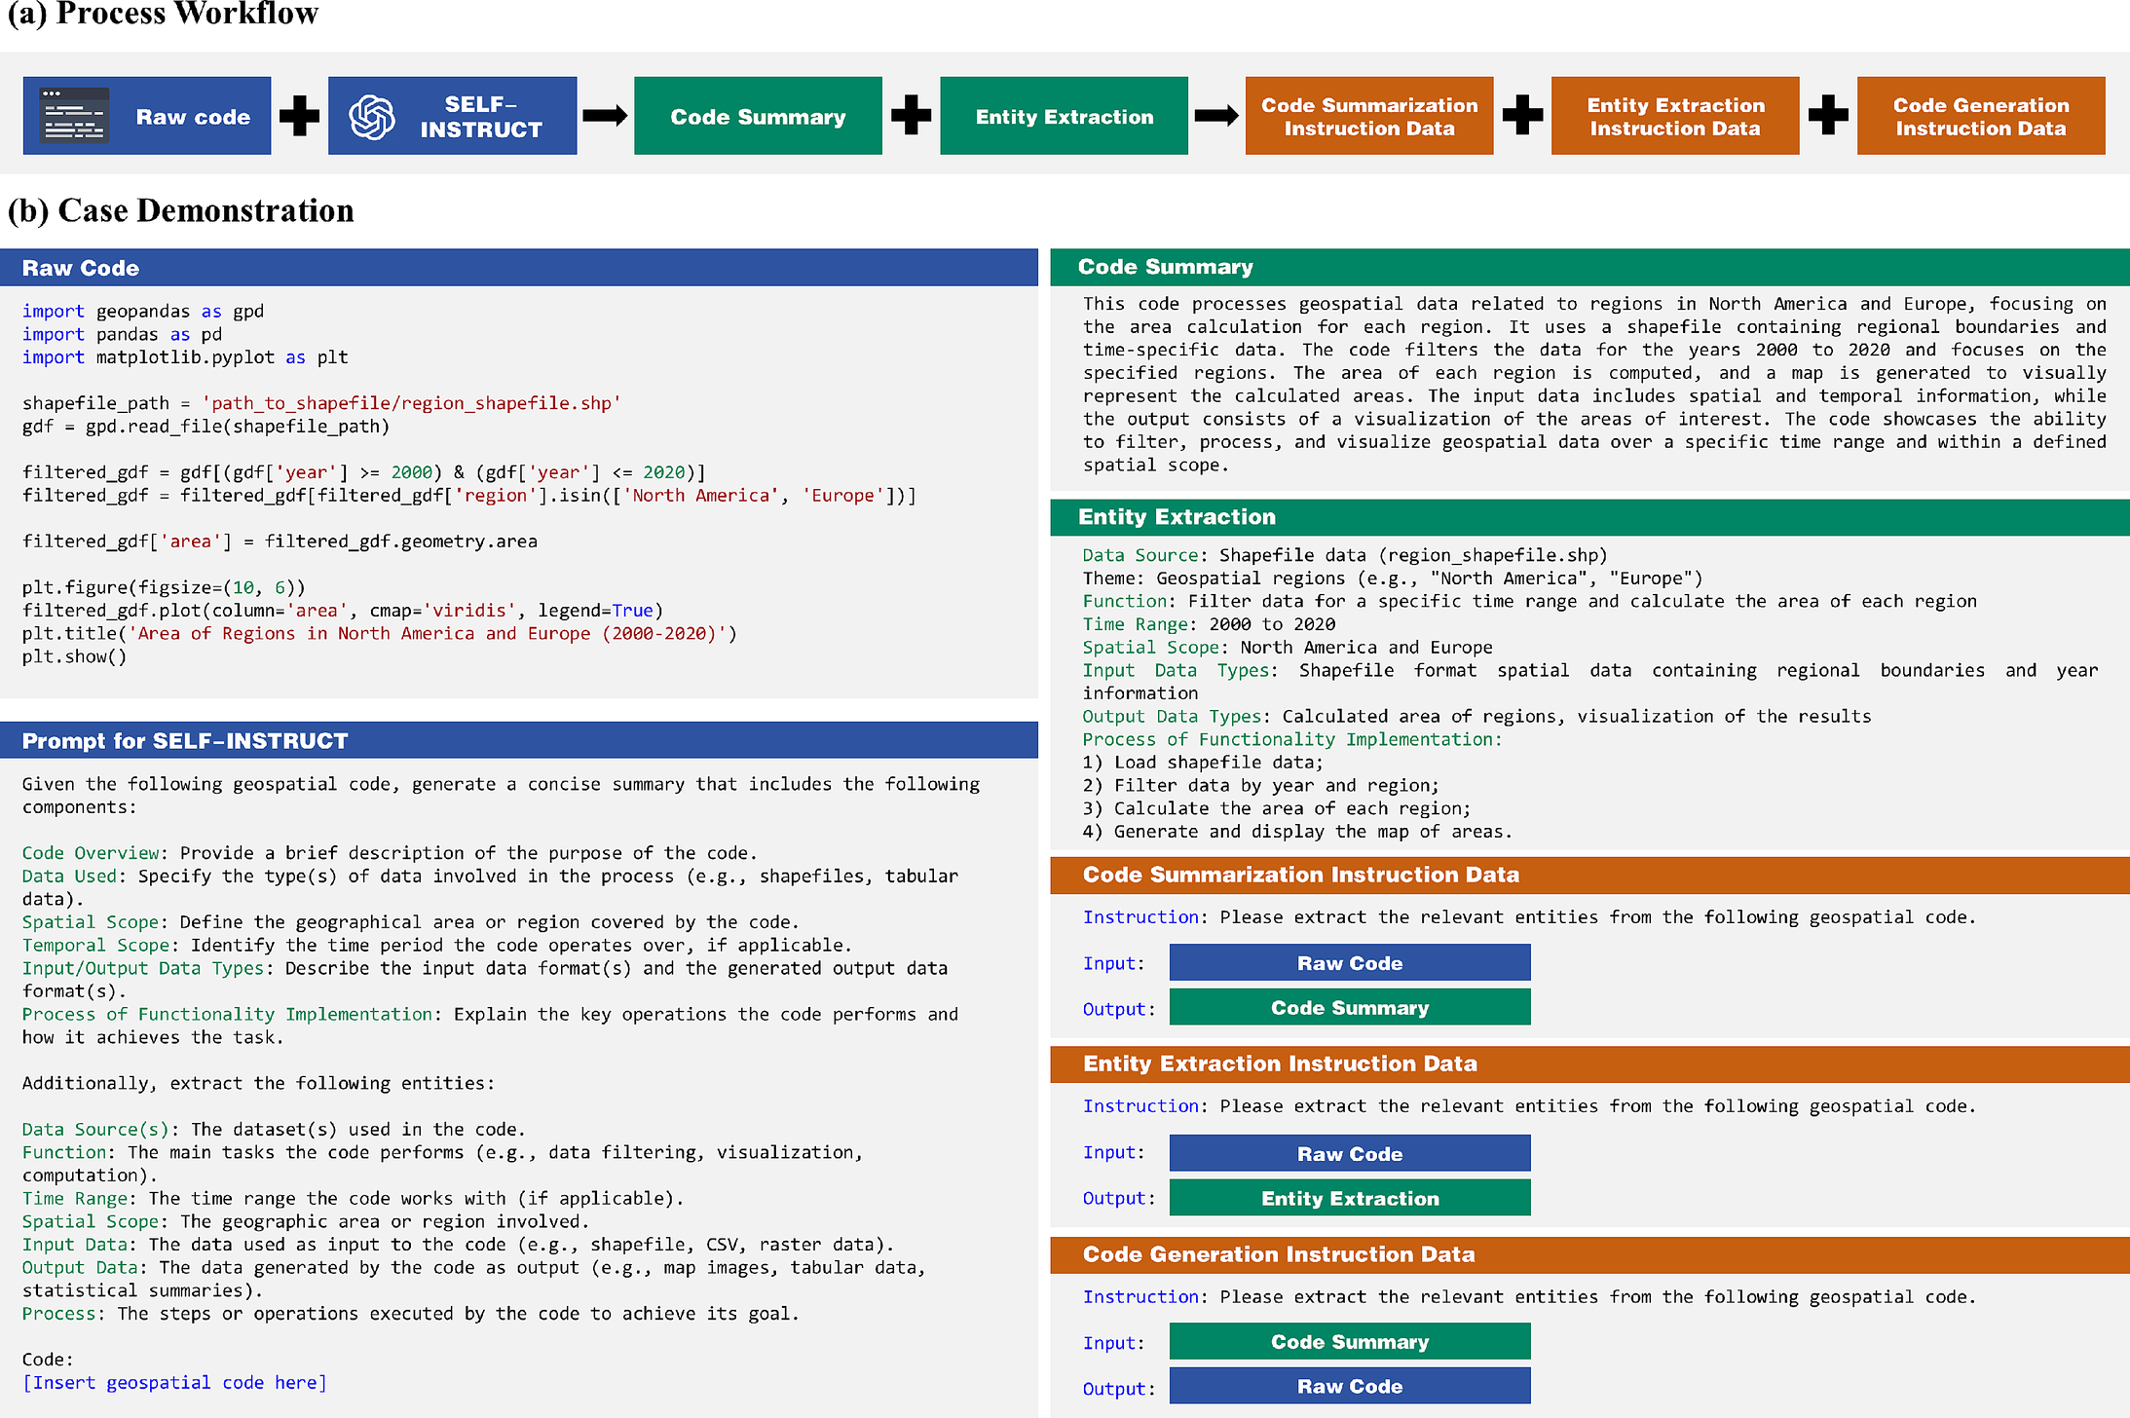 (a) Process Workflow
Raw code
SELF-
INSTRUCT
Code Summary
Entity Extraction
Code Summarization
Instruction Data
Entity Extraction
Instruction Data
Code Generation
Instruction Data
(b) Case Demonstration
Raw Code
import geopandas as gpd
import pandas as pd
import matplotlib.pyplot as plt
shapefile_path = 'path_to_shapefile/region_shapefile.shp'
gdf = gpd.read_file(shapefile_path)
filtered_gdf = gdf[(gdf['year'] >= 2000) & (gdf['year'] <= 2020)]
filtered_gdf = filtered_gdf[filtered_gdf['region'].isin(['North America', 'Europe'])]
filtered_gdf['area'] = filtered_gdf.geometry.area
plt.figure(figsize=(10, 6))
filtered_gdf.plot(column='area', cmap='viridis', legend=True)
plt.title('Area of Regions in North America and Europe (2000-2020)')
plt.show()
Prompt for SELF-INSTRUCT
Given the following geospatial code, generate a concise summary that includes the following
components:
Code Overview: Provide a brief description of the purpose of the code.
Data Used: Specify the type(s) of data involved in the process (e.g., shapefiles, tabular
data).
Spatial Scope: Define the geographical area or region covered by the code.
Temporal Scope: Identify the time period the code operates over, if applicable.
Input/Output Data Types: Describe the input data format(s) and the generated output data
format(s).
Process of Functionality Implementation: Explain the key operations the code performs and
how it achieves the task.
Additionally, extract the following entities:
Data Source(s): The dataset(s) used in the code.
Function: The main tasks the code performs (e.g., data filtering, visualization,
computation).
Time Range: The time range the code works with (if applicable).
Spatial Scope: The geographic area or region involved.
Input Data: The data used as input to the code (e.g., shapefile, CSV, raster data).
Output Data: The data generated by the code as output (e.g., map images, tabular data,
statistical summaries).
Process: The steps or operations executed by the code to achieve its goal.
Code:
[Insert geospatial code here]
Code Summary
This code processes geospatial data related to regions in North America and Europe, focusing on
the area calculation for each region. It uses a shapefile containing regional boundaries and
time-specific data. The code filters the data for the years 2000 to 2020 and focuses on the
specified regions. The area of each region is computed, and a map is generated to visually
represent the calculated areas. The input data includes spatial and temporal information, while
the output consists of a visualization of the areas of interest. The code showcases the ability
to filter, process, and visualize geospatial data over a specific time range and within a defined
spatial scope.
Entity Extraction
Data Source: Shapefile data (region_shapefile.shp)
Theme: Geospatial regions (e.g., "North America", "Europe")
Function: Filter data for a specific time range and calculate the area of each region
Time Range: 2000 to 2020
Spatial Scope: North America and Europe
Input Data Types: Shapefile format spatial data containing regional boundaries and year
information
Output Data Types: Calculated area of regions, visualization of the results
Process of Functionality Implementation:
1) Load shapefile data;
2) Filter data by year and region;
3) Calculate the area of each region;
4) Generate and display the map of areas.
Code Summarization Instruction Data
Instruction: Please extract the relevant entities from the following geospatial code.
Input: Raw Code
Output: Code Summary
Entity Extraction Instruction Data
Instruction: Please extract the relevant entities from the following geospatial code.
Input: Raw Code
Output: Entity Extraction
Code Generation Instruction Data
Instruction: Please extract the relevant entities from the following geospatial code.
Input: Code Summary
Output: Raw Code